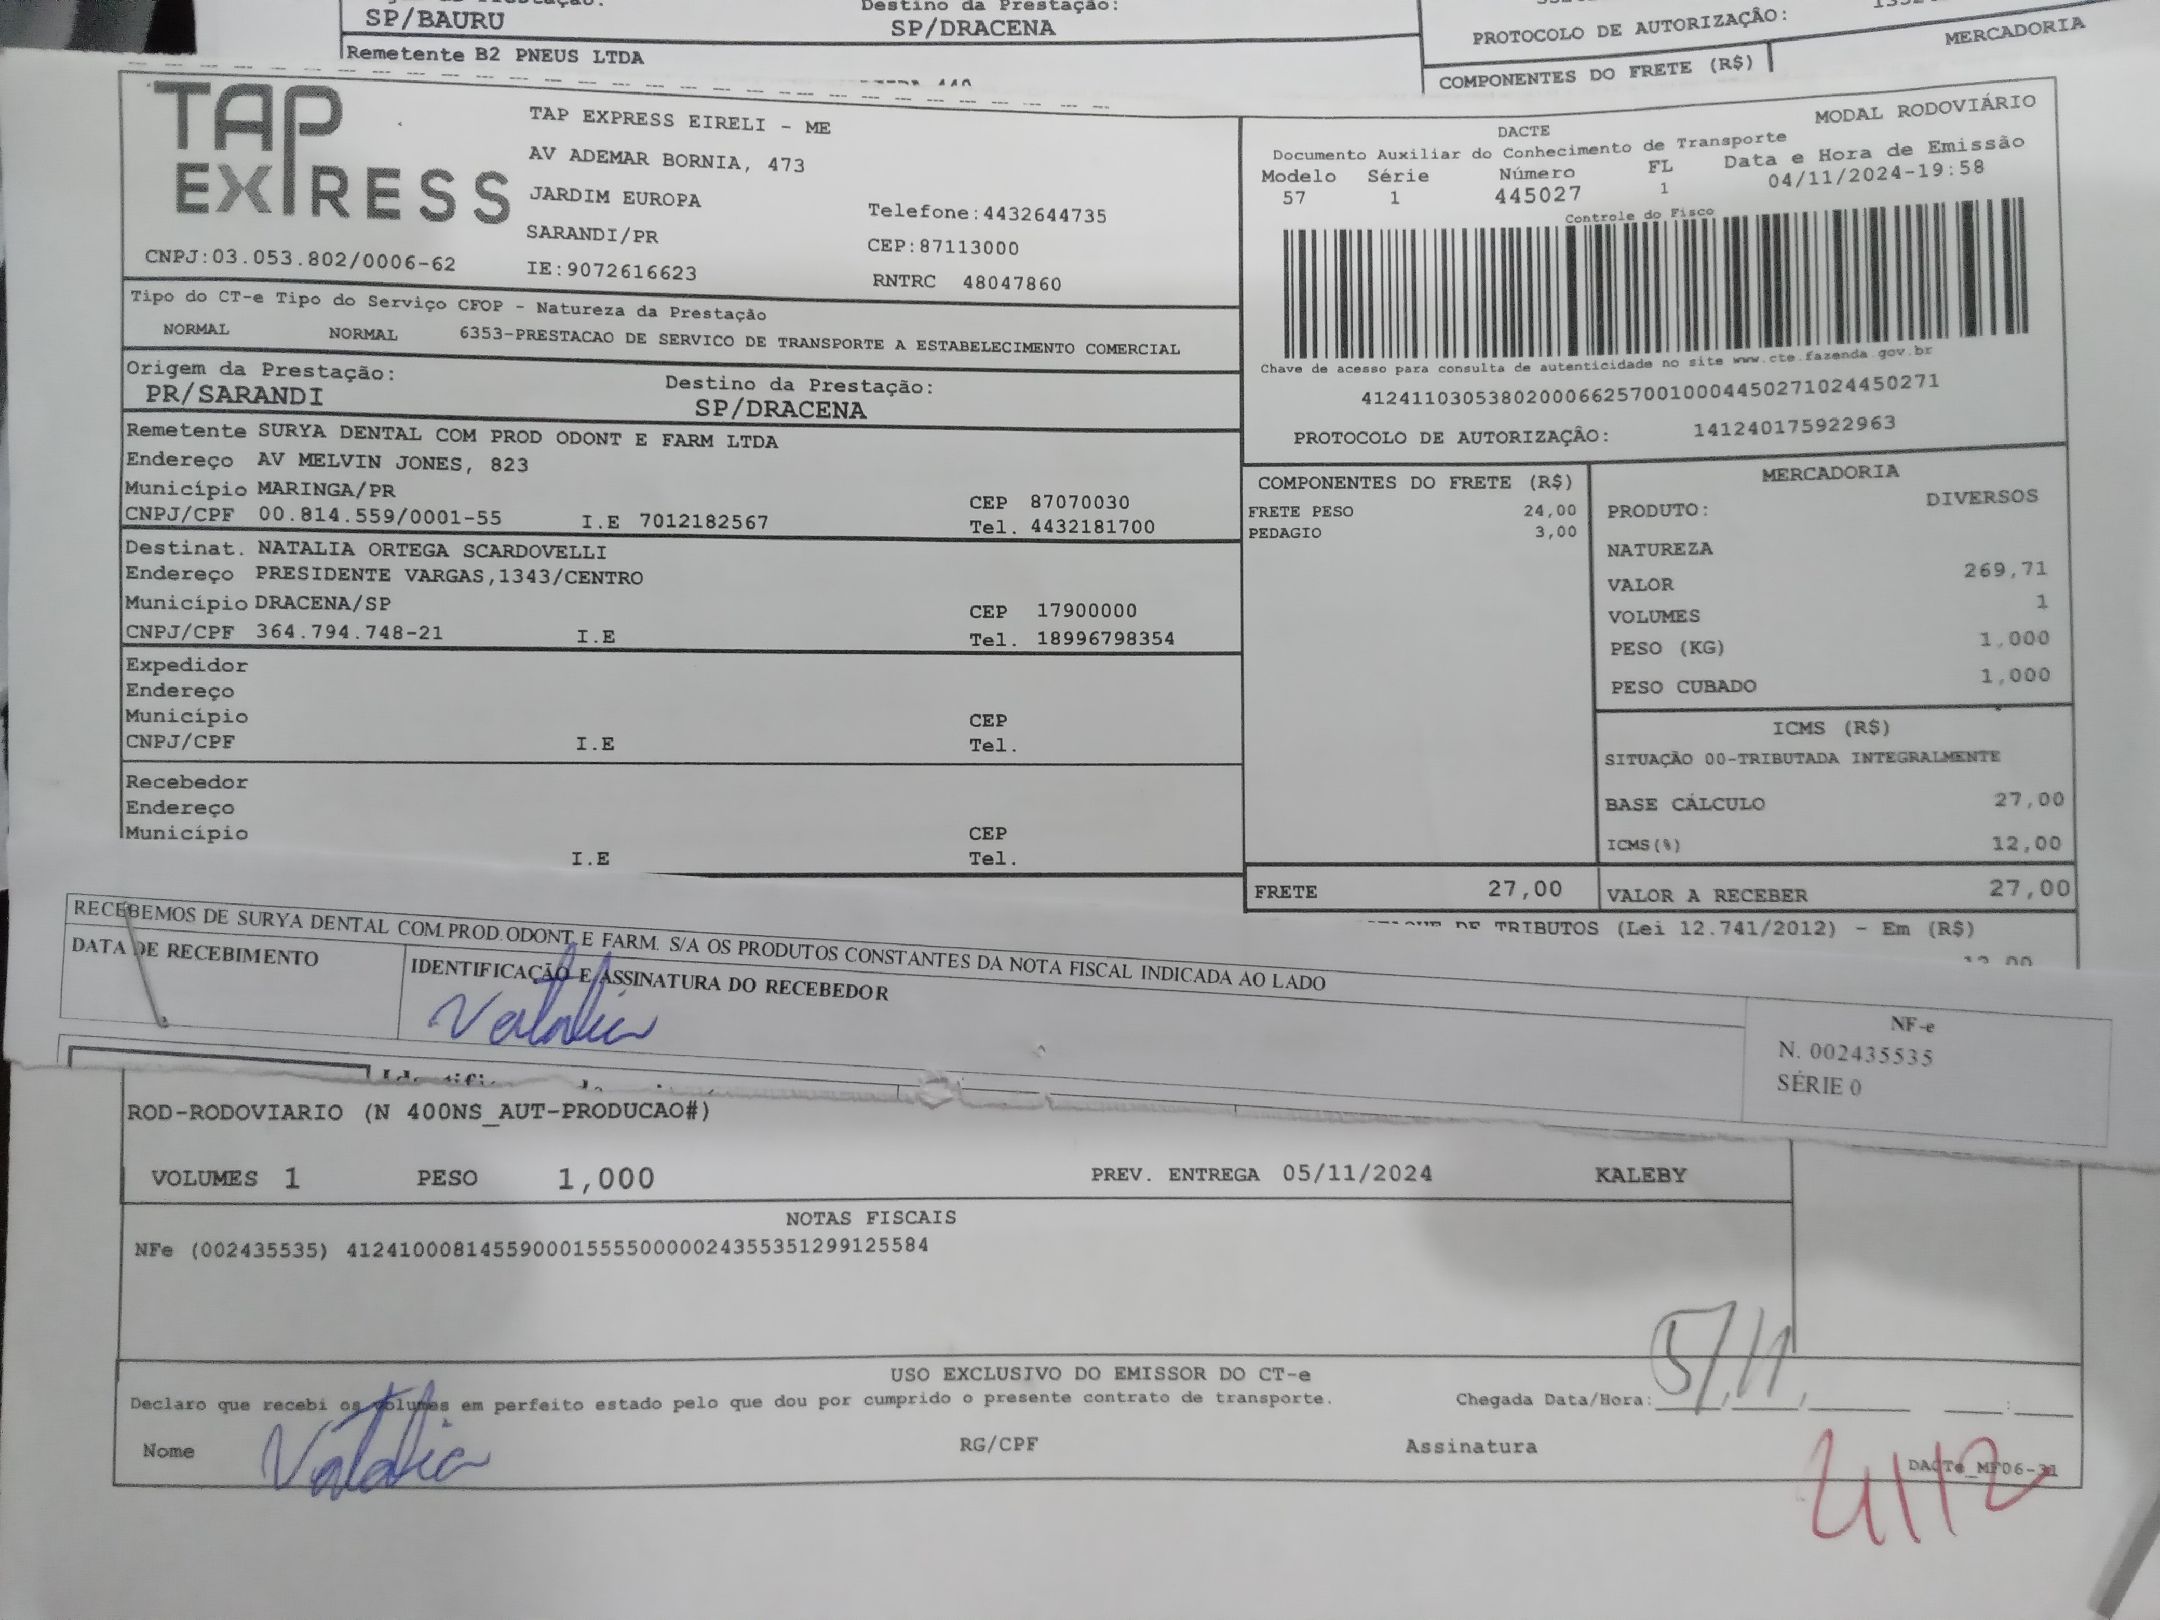 SP/BAURU
Destino da Prestação:
SP/DRACENA
PROTOCOLO DE AUTORIZAÇÃO:
MERCADORIA
Remetente B2 PNEUS LTDA
COMPONENTES DO FRETE (R$)
TAP EXPRESS
CNPJ:03.053.802/0006-62
TAP EXPRESS EIRELI - ME
AV ADEMAR BORNIA, 473
JARDIM EUROPA
SARANDI/PR
IE:9072616623
Telefone:4432644735
CEP:87113000
RNTRC 48047860
DACTE
MODAL RODOVIÁRIO
Documento Auxiliar do Conhecimento de Transporte
Modelo Série Número FL Data e Hora de Emissão
57 1 445027 1 04/11/2024-19:58
Controle do Fisco
Chave de acesso para consulta de autenticidade no site www.cte.fazenda.gov.br
41241103053802000662570010004450271024450271
PROTOCOLO DE AUTORIZAÇÃO: 141240175922963
Tipo do CT-e Tipo do Serviço CFOP - Natureza da Prestação
NORMAL NORMAL 6353-PRESTACAO DE SERVICO DE TRANSPORTE A ESTABELECIMENTO COMERCIAL
Origem da Prestação: Destino da Prestação:
PR/SARANDI SP/DRACENA
Remetente SURYA DENTAL COM PROD ODONT E FARM LTDA
Endereço AV MELVIN JONES, 823
Município MARINGA/PR CEP 87070030
CNPJ/CPF 00.814.559/0001-55 I.E 7012182567 Tel. 4432181700
Destinat. NATALIA ORTEGA SCARDOVELLI
Endereço PRESIDENTE VARGAS,1343/CENTRO
Município DRACENA/SP CEP 17900000
CNPJ/CPF 364.794.748-21 I.E Tel. 18996798354
Expedidor
Endereço
Município CEP
CNPJ/CPF I.E Tel.
Recebedor
Endereço
Município CEP
I.E Tel.
COMPONENTES DO FRETE (R$)
FRETE PESO 24,00
PEDAGIO 3,00
FRETE 27,00
MERCADORIA
PRODUTO: DIVERSOS
NATUREZA
VALOR 269,71
VOLUMES 1
PESO (KG) 1,000
PESO CUBADO 1,000
ICMS (R$)
SITUAÇÃO 00-TRIBUTADA INTEGRALMENTE
BASE CÁLCULO 27,00
ICMS(%) 12,00
VALOR A RECEBER 27,00
DE TRIBUTOS (Lei 12.741/2012) - Em (R$)
RECEBEMOS DE SURYA DENTAL COM.PROD.ODONT.E FARM. S/A OS PRODUTOS CONSTANTES DA NOTA FISCAL INDICADA AO LADO
DATA DE RECEBIMENTO
IDENTIFICAÇÃO E ASSINATURA DO RECEBEDOR
Natalia
NF-e
N. 002435535
SÉRIE 0
ROD-RODOVIARIO (N 400NS_AUT-PRODUCAO#)
VOLUMES 1 PESO 1,000 PREV. ENTREGA 05/11/2024 KALEBY
NOTAS FISCAIS
NFe (002435535) 41241000814559000155550000024355351299125584
USO EXCLUSIVO DO EMISSOR DO CT-e
Declaro que recebi os volumes em perfeito estado pelo que dou por cumprido o presente contrato de transporte.
Chegada Data/Hora: 5/11
Nome Natalia RG/CPF Assinatura
DACTe_MF06-31